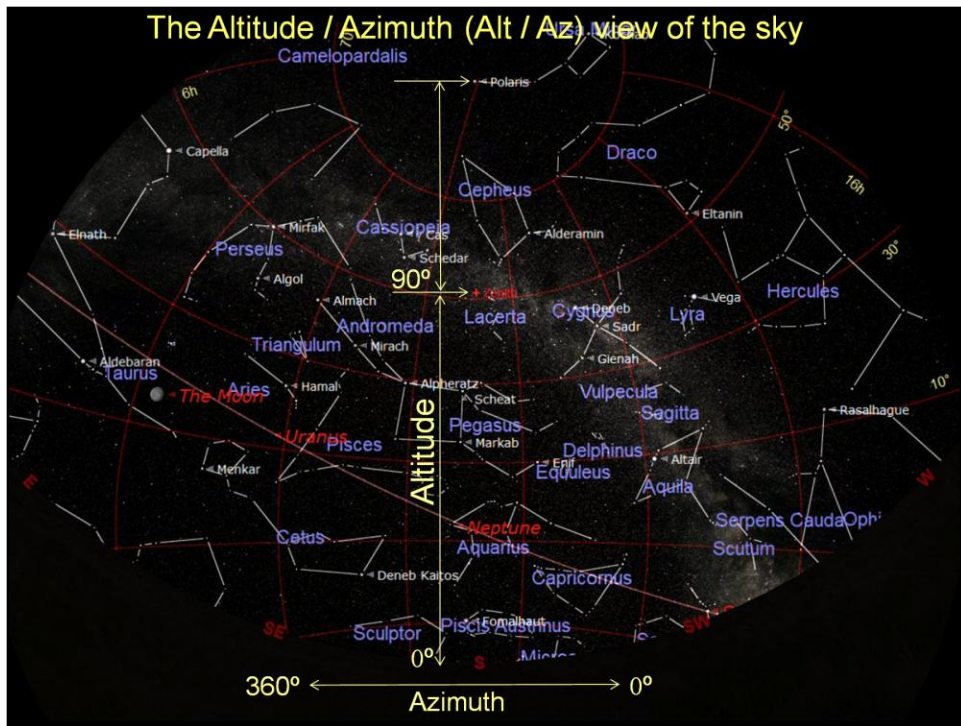 The Altitude / Azimuth (Alt / Az) view of the sky
Camelopardalis
Polaris
6h
50°
Capella
Draco
16h
Cepheus
Elnath
Perseus
Mirfak
Cassiopeia
Cas
Alderamin
Eltanin
30°
Schedar
Algol
90º
Almach
Lacerta
Cygnus
Deneb
Vega
Hercules
Andromeda
Sadr
Lyra
Triangulum
Mirach
Gienah
Aldebaran
Taurus
Aries
Hamal
Alpheratz
Vulpecula
10°
The Moon
Scheat
Sagitta
Rasalhague
Uranus
Pisces
Pegasus
Markab
Delphinus
Altitude
Menkar
Enif
Equuleus
Altair
Aquila
E
W
Neptune
Serpens Cauda
Cetus
Aquarius
Scutum
Deneb Kaitos
Capricornus
SE
Sculptor
Fomalhaut
Piscis Austrinus
SW
0º
S
360º
0º
Azimuth